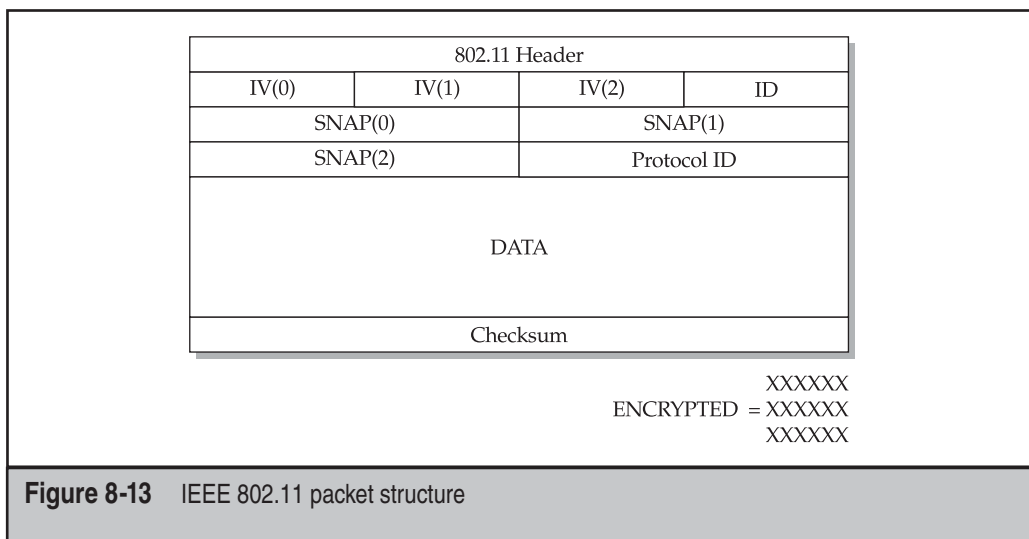 802.11 Header
IV(0) IV(1) IV(2) ID
SNAP(0) SNAP(1)
SNAP(2) Protocol ID
DATA
Checksum
XXXXXX
ENCRYPTED = XXXXXX
XXXXXX
Figure 8-13 IEEE 802.11 packet structure